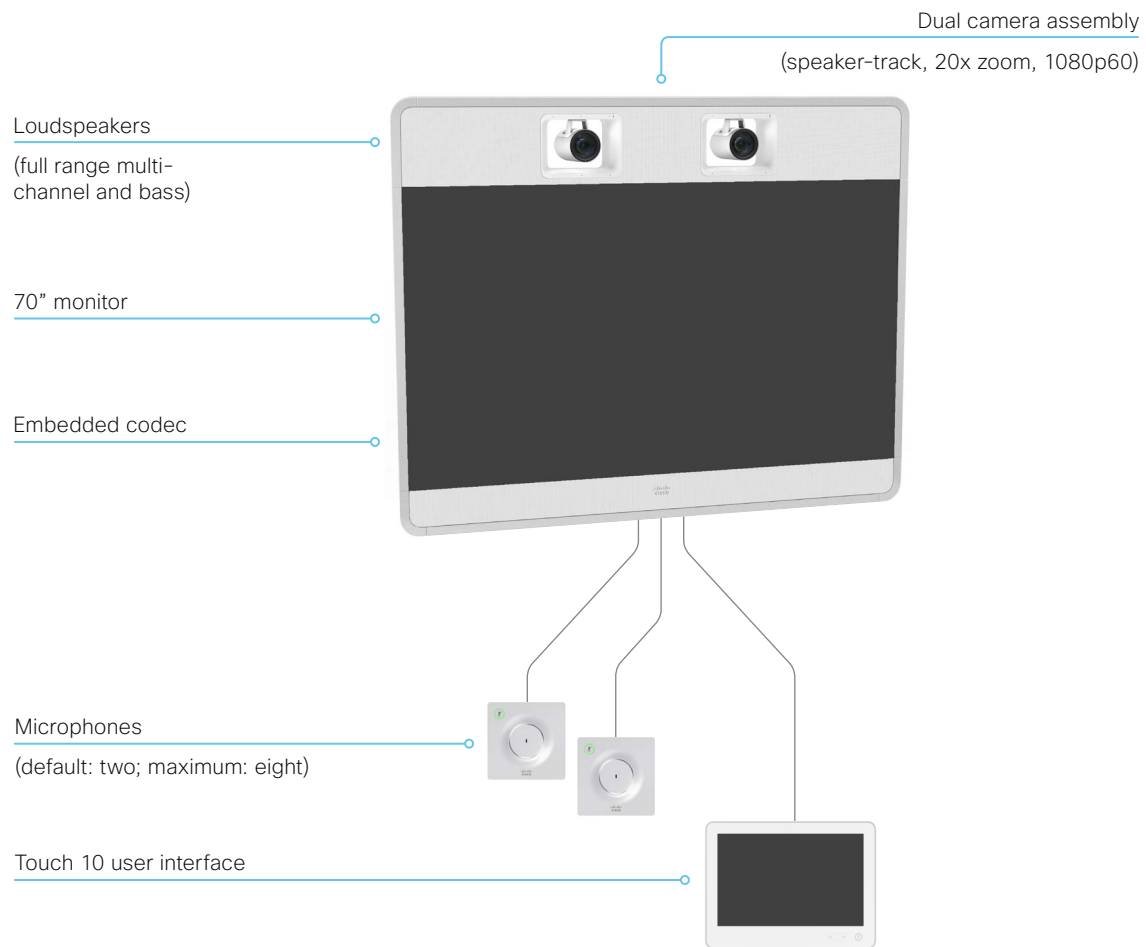 Dual camera assembly
(speaker-track, 20x zoom, 1080p60)
Loudspeakers
(full range multi-
channel and bass)
70” monitor
Embedded codec
CISCO
Microphones
(default: two; maximum: eight)
Touch 10 user interface